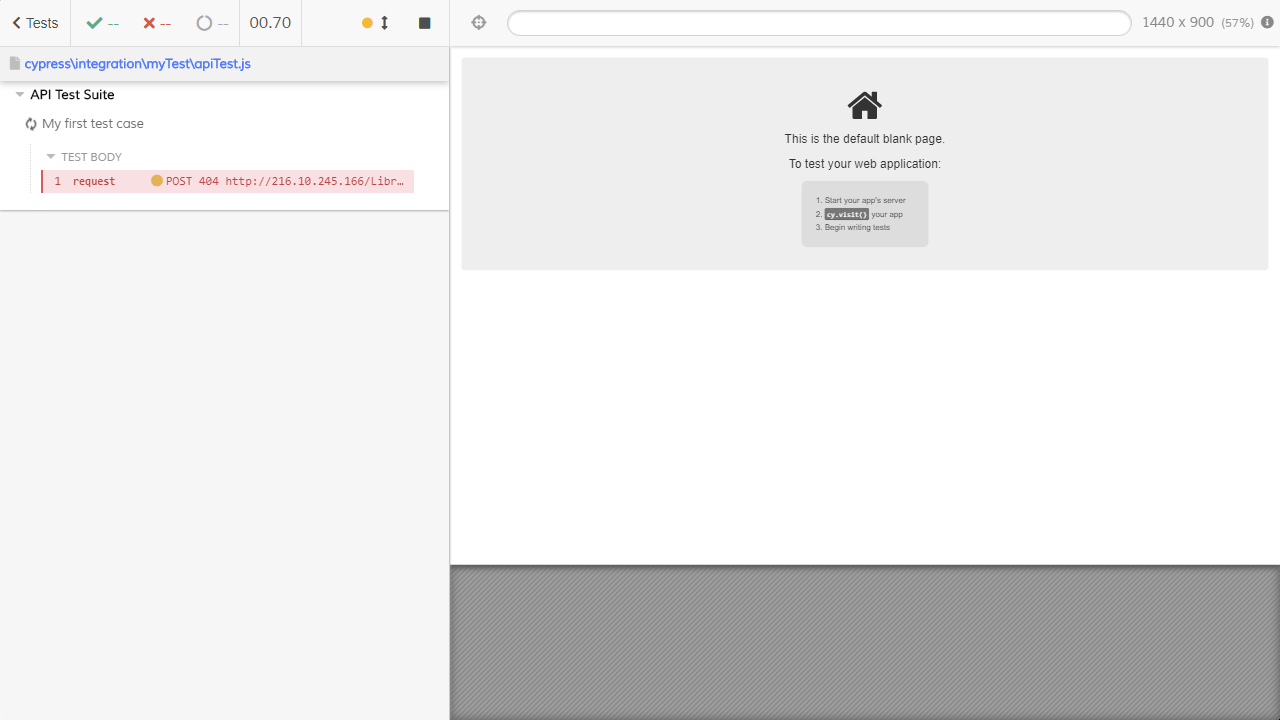 Tests
--
--
--
00.70
1440 x 900 (57%)
cypress\integration\myTest\apiTest.js
API Test Suite
My first test case
TEST BODY
1 request POST 404 http://216.10.245.166/Libr…
This is the default blank page.
To test your web application:
1. Start your app's server
2. cy.visit() your app
3. Begin writing tests